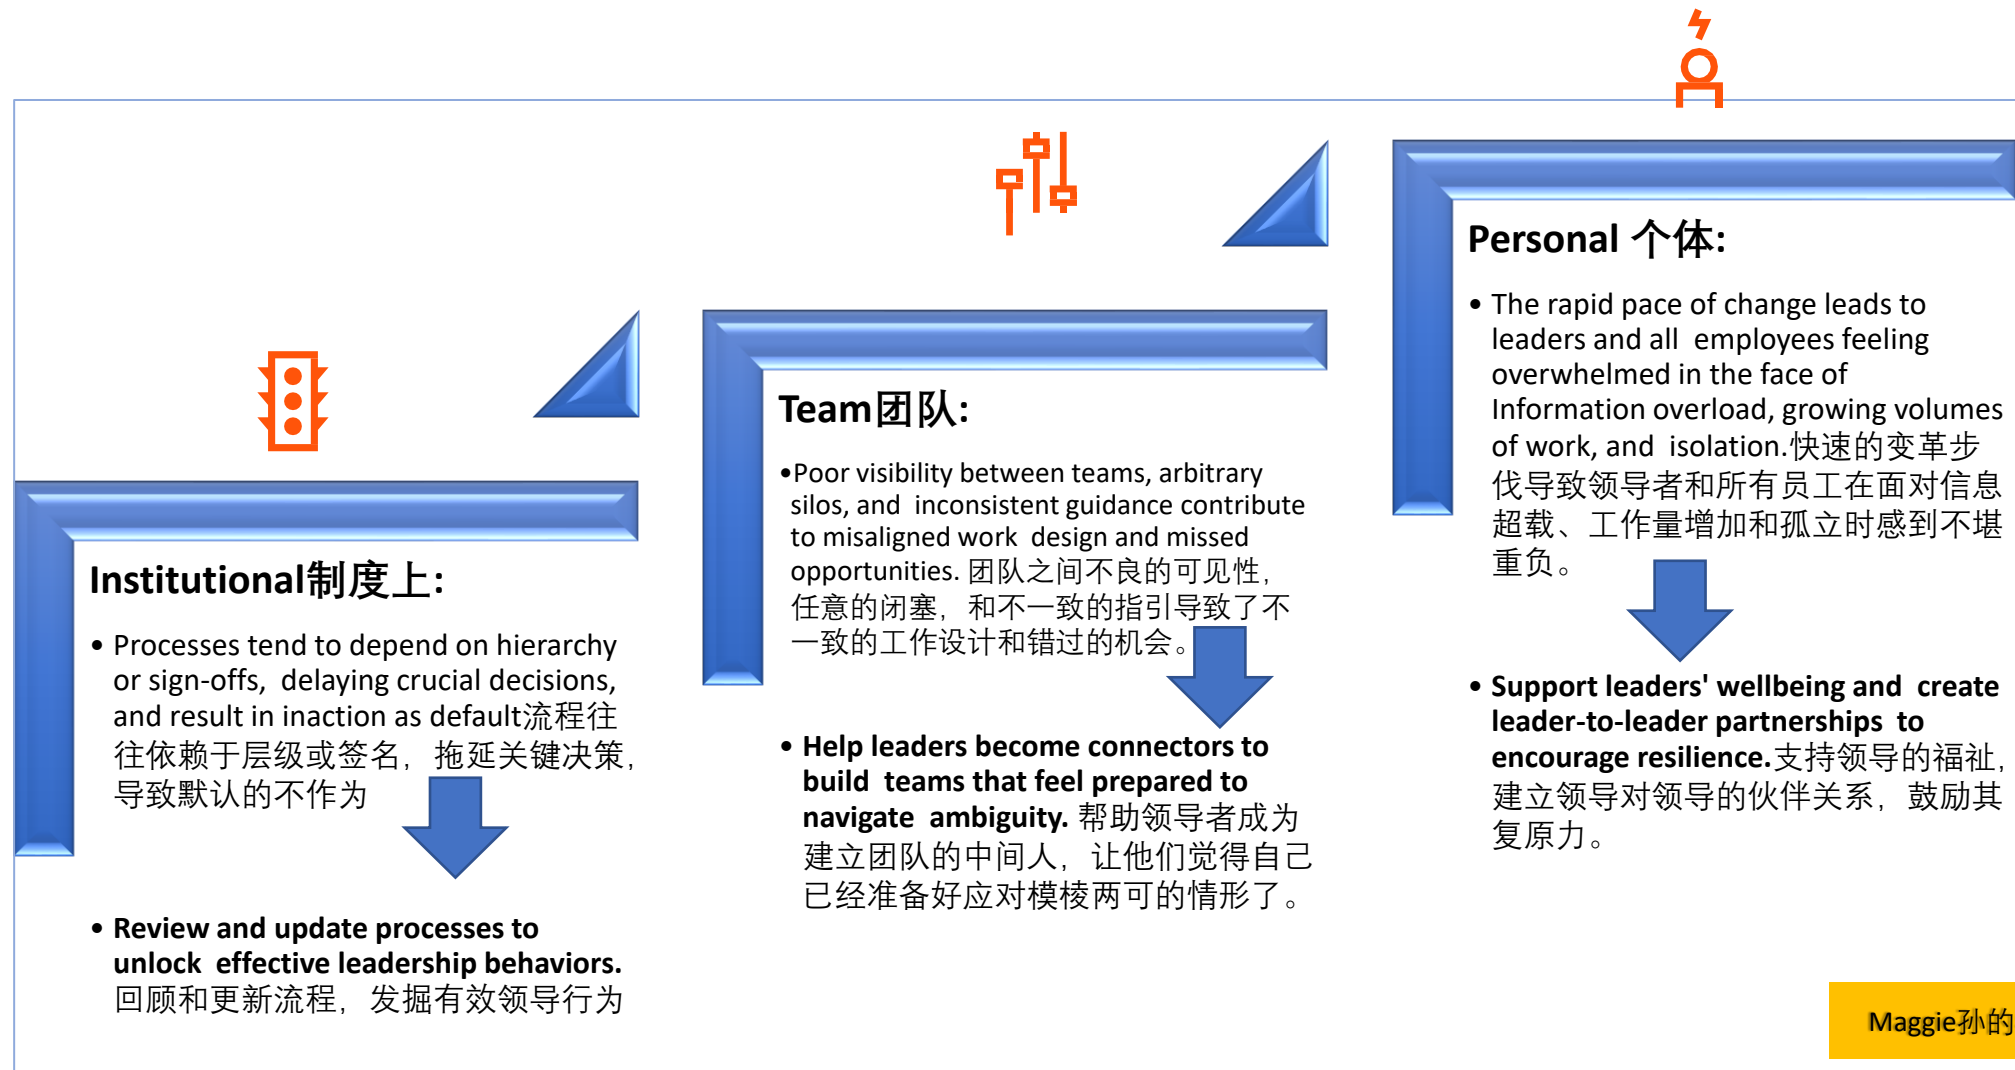 Institutional制度上:
• Processes tend to depend on hierarchy
or sign-offs, delaying crucial decisions,
and result in inaction as default流程往
往依赖于层级或签名，拖延关键决策，
导致默认的不作为
• Review and update processes to
unlock effective leadership behaviors.
回顾和更新流程，发掘有效领导行为
Team团队:
•Poor visibility between teams, arbitrary
silos, and inconsistent guidance contribute
to misaligned work design and missed
opportunities. 团队之间不良的可见性，
任意的闭塞，和不一致的指引导致了不
一致的工作设计和错过的机会。
• Help leaders become connectors to
build teams that feel prepared to
navigate ambiguity. 帮助领导者成为
建立团队的中间人，让他们觉得自己
已经准备好应对模棱两可的情形了。
Personal 个体:
• The rapid pace of change leads to
leaders and all employees feeling
overwhelmed in the face of
Information overload, growing volumes
of work, and isolation.快速的变革步
伐导致领导者和所有员工在面对信息
超载、工作量增加和孤立时感到不堪
重负。
• Support leaders' wellbeing and create
leader-to-leader partnerships to
encourage resilience.支持领导的福祉，
建立领导对领导的伙伴关系，鼓励其
复原力。
Maggie孙的